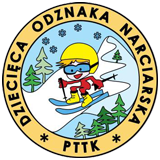 DZIECIĘCA ODZNAKA NARCIARSKA
PTTK